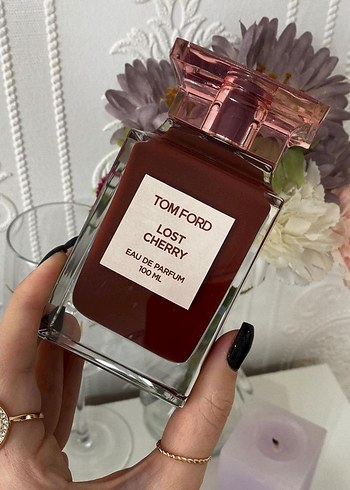 TOM FORD
LOST
CHERRY
EAU DE PARFUM
100 ML